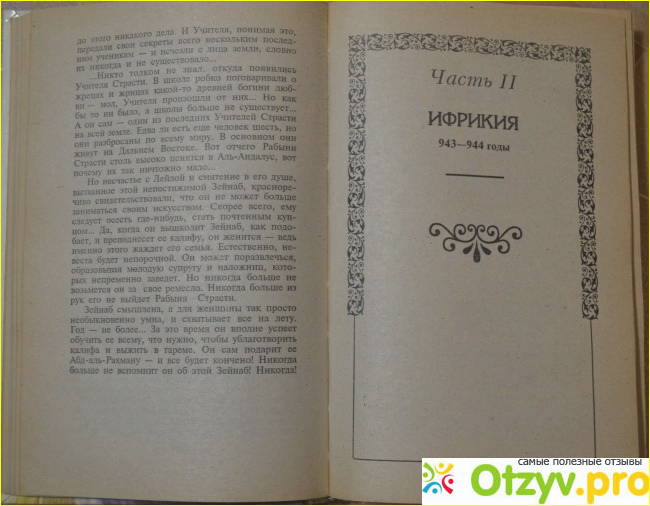 до этого никакого дела. И Учителя, понимая это,
передали свои секреты всего нескольким послед-
ним ученикам — и исчезли с лица земли, словно
их никогда и не существовало...
...Никто толком не знал, откуда появились
Учителя Страсти. В школе робко поговаривали о
жрецах и жрицах какой-то древней богини люб-
ви — мол, Учителя произошли от них... Но как
бы то ни было, а школы больше не существует...
А он сам — один из последних Учителей Страсти
на всей земле. Едва ли есть еще человек шесть, но
они разбросаны по всему миру. В основном они
живут на Дальнем Востоке. Вот отчего Рабыни
Страсти столь высоко ценятся в Аль-Андалус, вот
почему их так ничтожно мало...
Но несчастье с Лейлой и смятение в его душе,
вызванное этой непостижимой Зейнаб, красноре-
чиво свидетельствовали, что он не может больше
заниматься своим искусством. Скорее всего, ему
следует осесть где-нибудь, стать почтенным куп-
цом... Да, когда он вышколит Зейнаб, как подо-
бает, и преподнесет ее калифу, он женится — ведь
именно этого жаждет его семья. Естественно, не-
веста будет непорочной. Он может поразвлечься,
образовывая молодую супругу и наложниц, кото-
рых непременно заведет. Но никогда больше не
возьмется он за свое ремесло. Никогда больше из
рук его не выйдет Рабыня Страсти.
Зейнаб смышлена, а для женщины так просто
необыкновенно умна, и схватывает все на лету.
Год — не более... За это время он вполне успеет
обучить ее всему, что нужно, чтобы ублаготворить
калифа и выжить в гареме. Он сам подарит ее
Абд-аль-Рахману — и все будет кончено! Никогда
больше не вспомнит он об этой Зейнаб! Никогда!
Часть II
ИФРИКИЯ
943—944 годы
самые полезные отзывы
Otzyv.pro